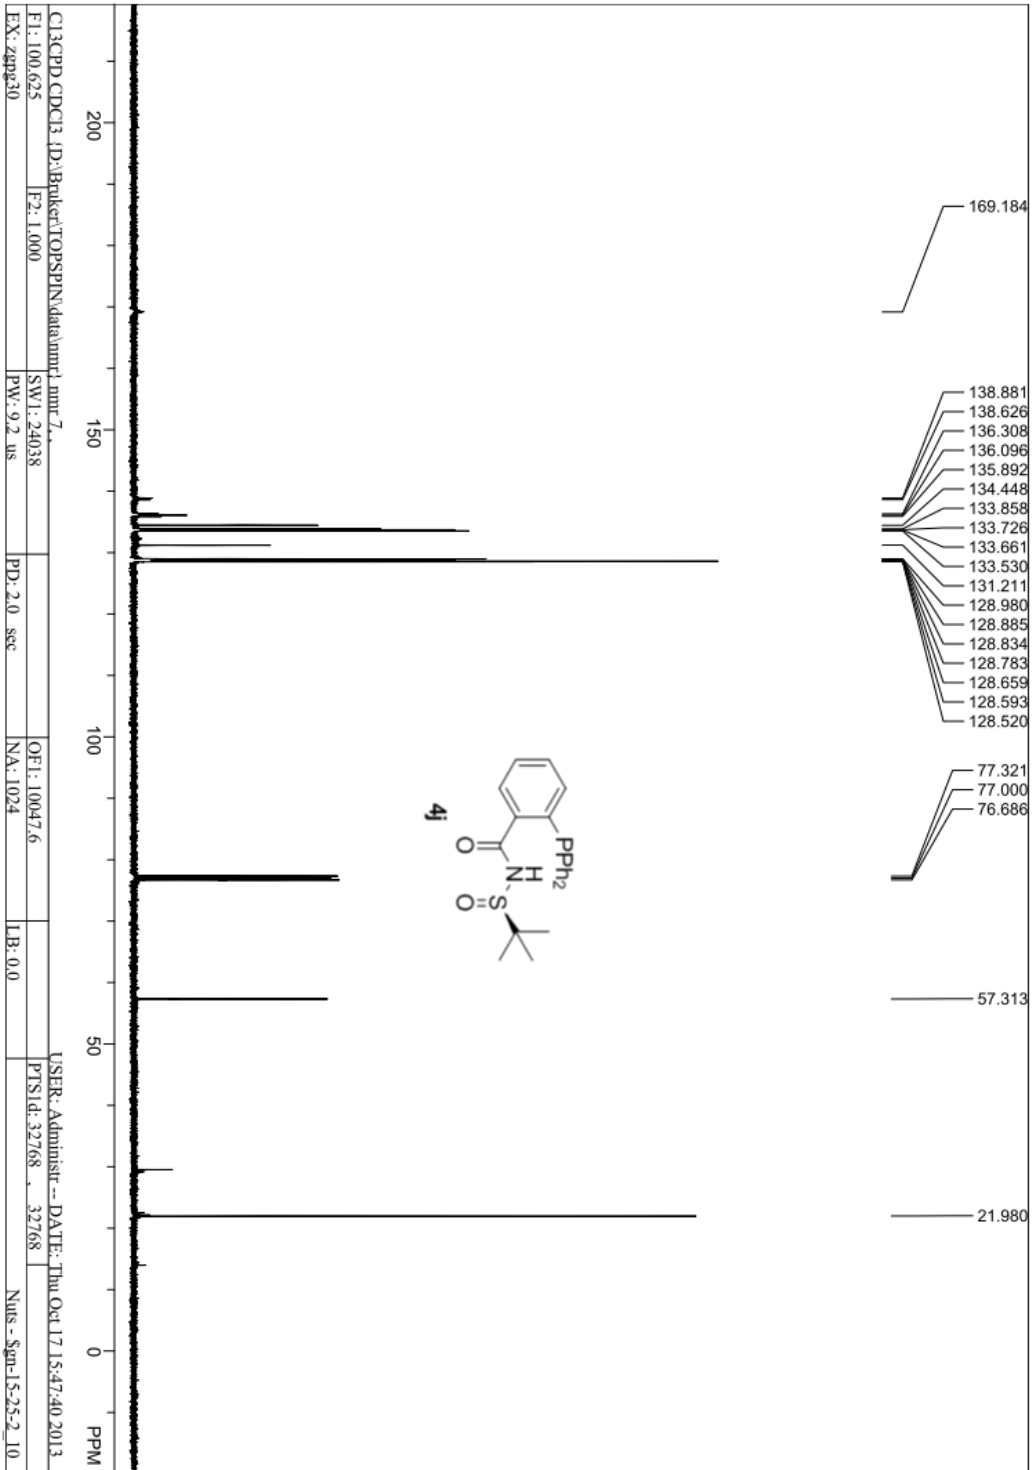 169.184
138.881
138.626
136.308
136.096
135.892
134.448
133.858
133.726
133.661
133.530
131.211
128.980
128.885
128.834
128.783
128.659
128.593
128.520
77.321
77.000
76.686
57.313
21.980
PPh2
H
N
S
O
O
4j
200
150
100
50
0
PPM
C13CPD CDCl3 {D:\Bruker\TOPSPIN\data\nmr} nmr 7, ,
USER: Administr -- DATE: Thu Oct 17 15:47:40 2013
F1: 100.625
F2: 1.000
SW1: 24038
OF1: 10047.6
PTS1d: 32768 , 32768
EX: zgpg30
PW: 9.2 us
PD: 2.0 sec
NA: 1024
LB: 0.0
Nuts - $gn-15-25-2_10